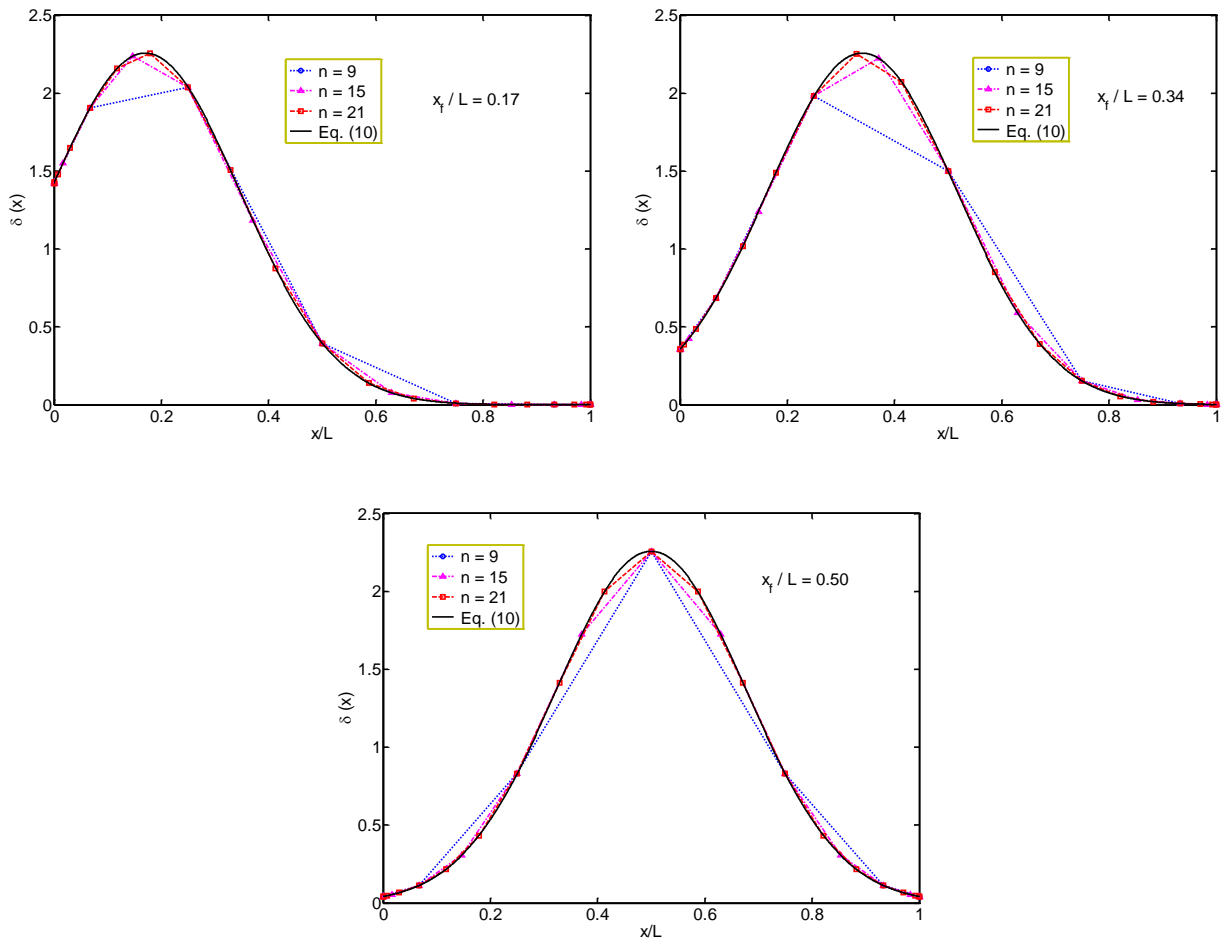 2.5
2
1.5
1
0.5
0
0
0.2
0.4
0.6
0.8
1
x/L
δ (x)
n = 9
n = 15
n = 21
Eq. (10)
x_f / L = 0.17
2.5
2
1.5
1
0.5
0
0
0.2
0.4
0.6
0.8
1
x/L
δ (x)
n = 9
n = 15
n = 21
Eq. (10)
x_f / L = 0.34
2.5
2
1.5
1
0.5
0
0
0.2
0.4
0.6
0.8
1
x/L
δ (x)
n = 9
n = 15
n = 21
Eq. (10)
x_f / L = 0.50